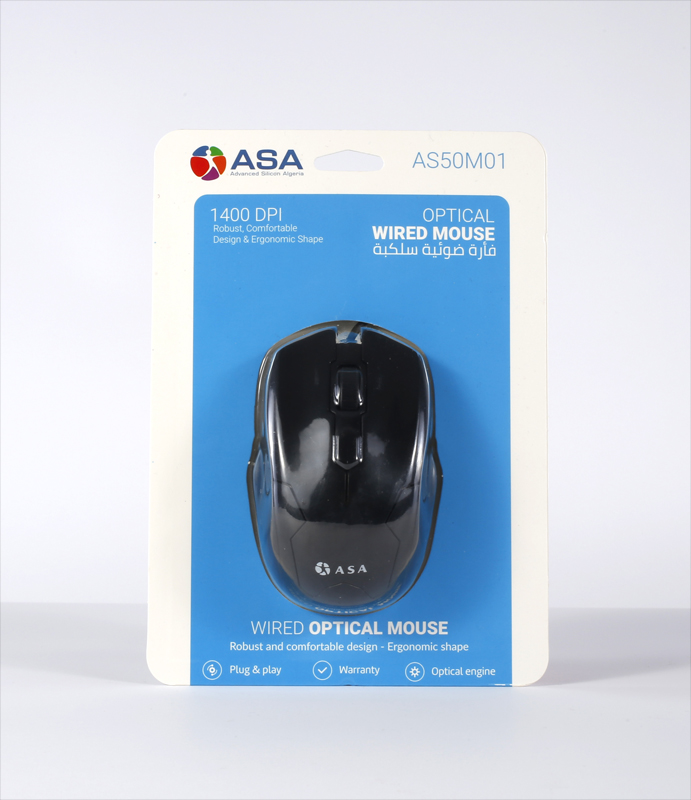 ASA
Advanced Silicon Algeria
AS50M01
1400 DPI
Robust, Comfortable
Design & Ergonomic Shape
OPTICAL
WIRED MOUSE
فأرة ضوئية سلكية
ASA
WIRED OPTICAL MOUSE
Robust and comfortable design - Ergonomic shape
Plug & play
Warranty
Optical engine